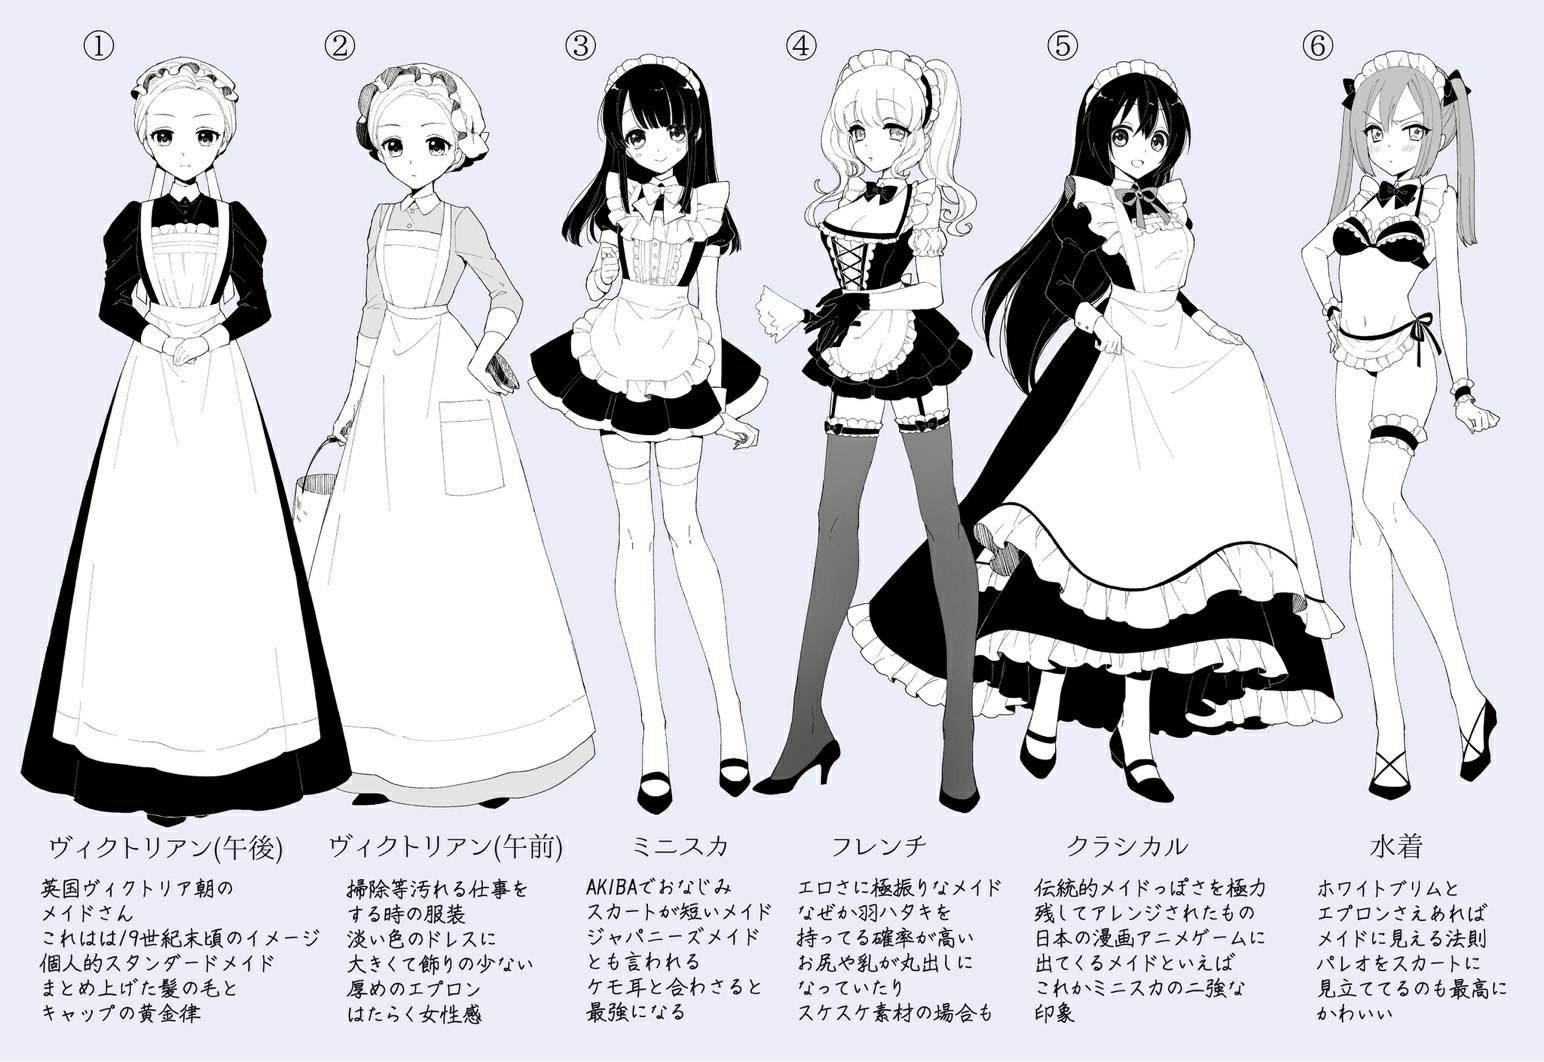 ①
ヴィクトリアン(午後)
英国ヴィクトリア朝の
メイドさん
これはは19世紀末頃のイメージ
個人的スタンダードメイド
まとめ上げた髪の毛と
キャップの黄金律
②
ヴィクトリアン(午前)
掃除等汚れる仕事を
する時の服装
淡い色のドレスに
大きくて飾りの少ない
厚めのエプロン
はたらく女性感
③
ミニスカ
AKIBAでおなじみ
スカートが短いメイド
ジャパニーズメイド
とも言われる
ケモ耳と合わさると
最強になる
④
フレンチ
エロさに極振りなメイド
なぜか羽ハタキを
持ってる確率が高い
お尻や乳が丸出しに
なっていたり
スケスケ素材の場合も
⑤
クラシカル
伝統的メイドっぽさを極力
残してアレンジされたもの
日本の漫画アニメゲームに
出てくるメイドといえば
これかミニスカの二強な
印象
⑥
水着
ホワイトブリムと
エプロンさえあれば
メイドに見える法則
パレオをスカートに
見立ててるのも最高に
かわいい